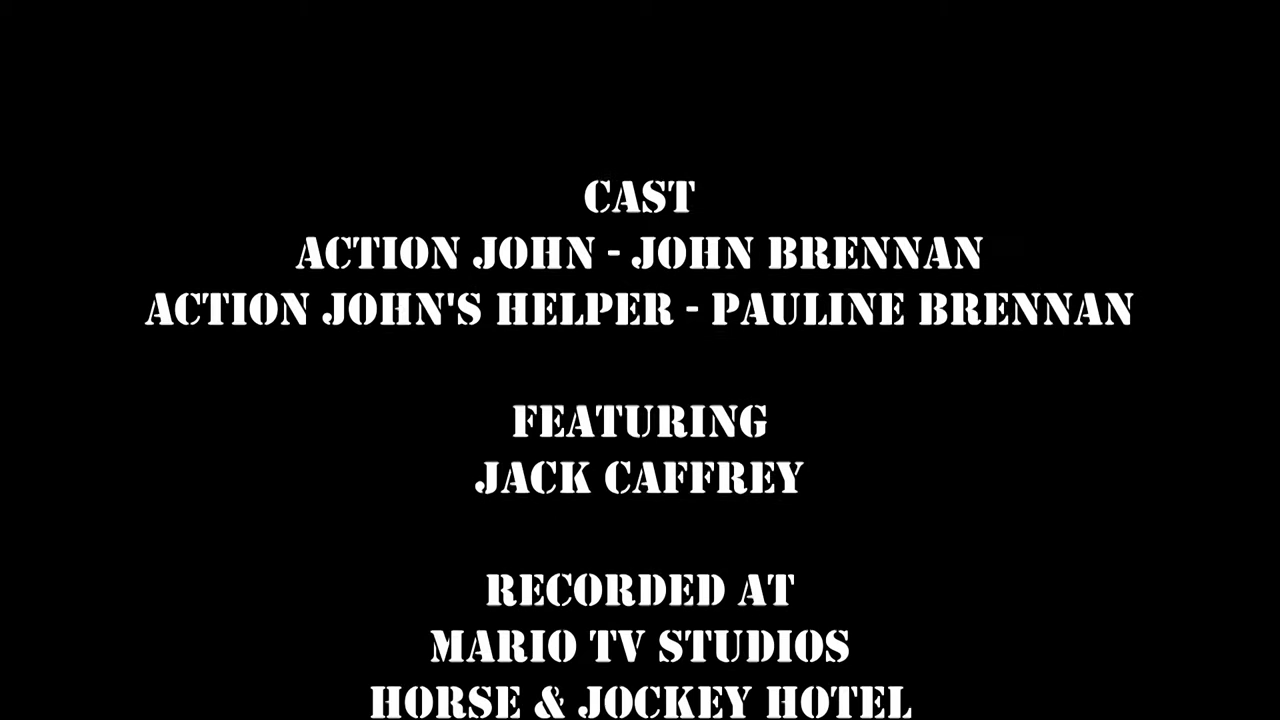 CAST
ACTION JOHN - JOHN BRENNAN
ACTION JOHN'S HELPER - PAULINE BRENNAN
FEATURING
JACK CAFFREY
RECORDED AT
MARIO TV STUDIOS
HORSE & JOCKEY HOTEL